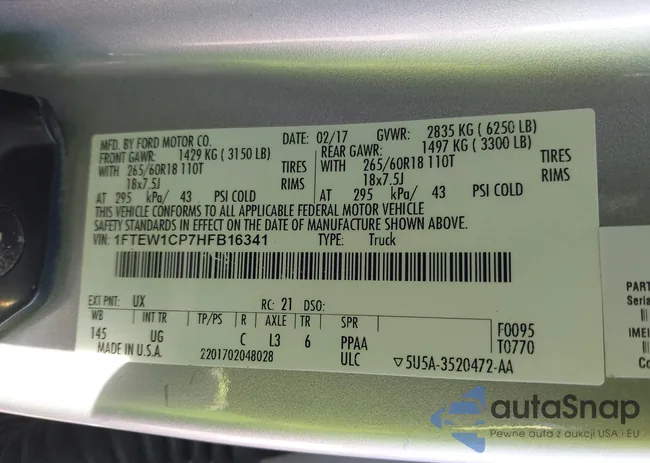 MFD. BY FORD MOTOR CO.
DATE: 02/17 GVWR: 2835 KG ( 6250 LB)
FRONT GAWR: 1429 KG ( 3150 LB) REAR GAWR: 1497 KG ( 3300 LB)
WITH 265/60R18 110T TIRES WITH 265/60R18 110T TIRES
18x7.5J RIMS 18x7.5J RIMS
AT 295 kPa/ 43 PSI COLD AT 295 kPa/ 43 PSI COLD
THIS VEHICLE CONFORMS TO ALL APPLICABLE FEDERAL MOTOR VEHICLE
SAFETY STANDARDS IN EFFECT ON THE DATE OF MANUFACTURE SHOWN ABOVE.
VIN: 1FTEW1CP7HFB16341 TYPE: Truck
EXT PNT: UX RC: 21 DSO:
WB INT TR TP/PS R AXLE TR SPR F0095
145 UG C L3 6 PPAA T0770
MADE IN U.S.A. 2201702048028 ULC ▽5U5A-3520472-AA
PART
Seria
IMEI
Co
autaSnap
Pewne auta z aukcji USA i EU